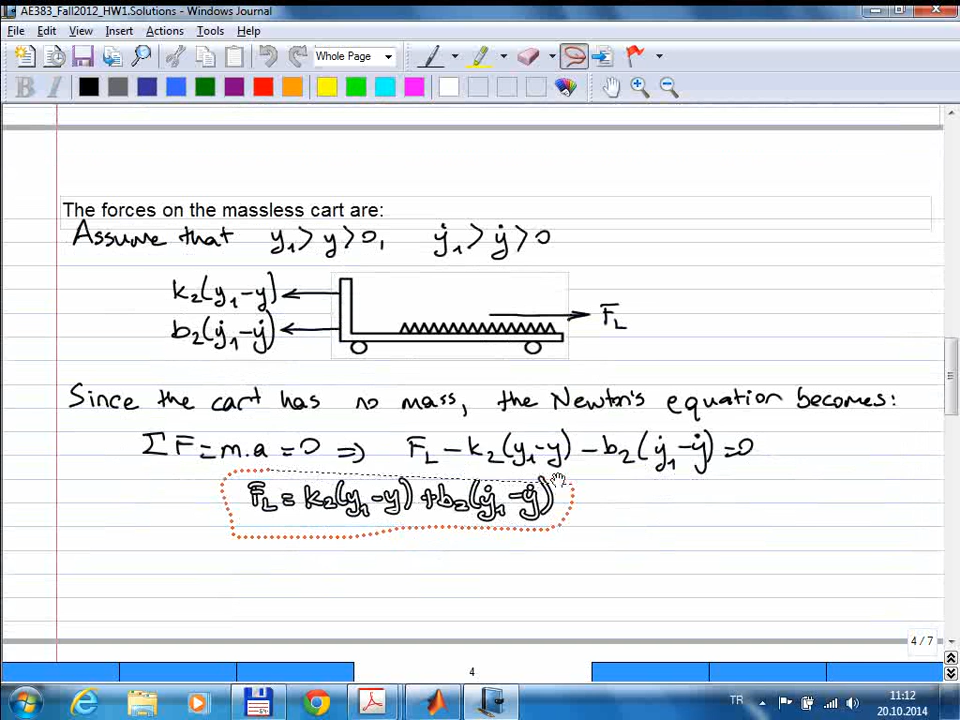 AE383_Fall2012_HW1.Solutions - Windows Journal
File Edit View Insert Actions Tools Help
Whole Page
B I
The forces on the massless cart are:
Assume that y₁ > y > 0, ẏ₁ > ẏ > 0
k₂(y₁-y)
b₂(ẏ₁-ẏ)
F_L
Since the cart has no mass, the Newton's equation becomes:
ΣF = m.a = 0 ⇒ F_L - k₂(y₁-y) - b₂(ẏ₁-ẏ) = 0
F_L = k₂(y₁-y) + b₂(ẏ₁-ẏ)
4 / 7
4
TR 11:12
20.10.2014